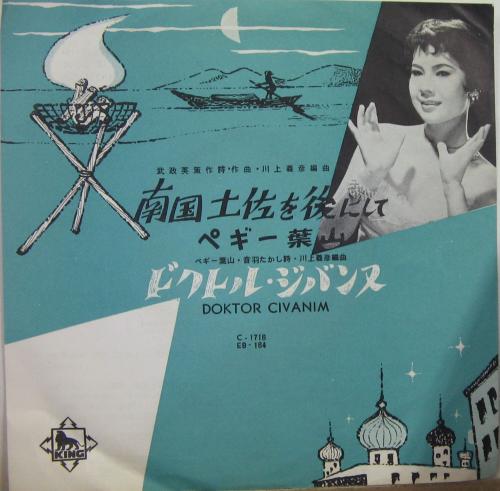 武政英策作詩・作曲・川上義彦編曲
南国土佐を後にして
ペギー葉山
ペギー葉山・音羽たかし詩・川上義彦編曲
ドクトル・ジバンヌ
DOKTOR CIVANIM
C-1718
EB-164
KING